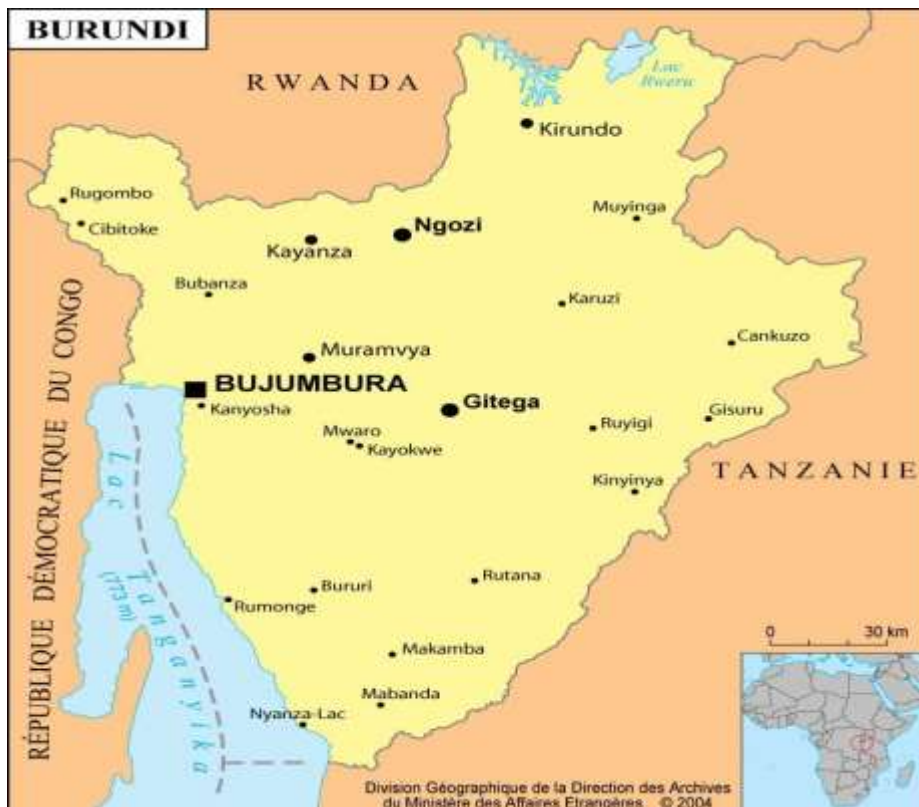 BURUNDI
RWANDA
Lac
Rweru
Kirundo
Rugombo
Cibitoke
Muyinga
Ngozi
Kayanza
Bubanza
Karuzi
Cankuzo
Muramvya
BUJUMBURA
Kanyosha
Gitega
Gisuru
Ruyigi
Mwaro
Kayokwe
Kinyinya
TANZANIE
RÉPUBLIQUE DÉMOCRATIQUE DU CONGO
Lac Tanganyika
(772m)
Rutana
Bururi
Rumonge
Makamba
Mabanda
Nyanza-Lac
0 30 km
Division Géographique de la Direction des Archives
du Ministère des Affaires Etrangères © 2004